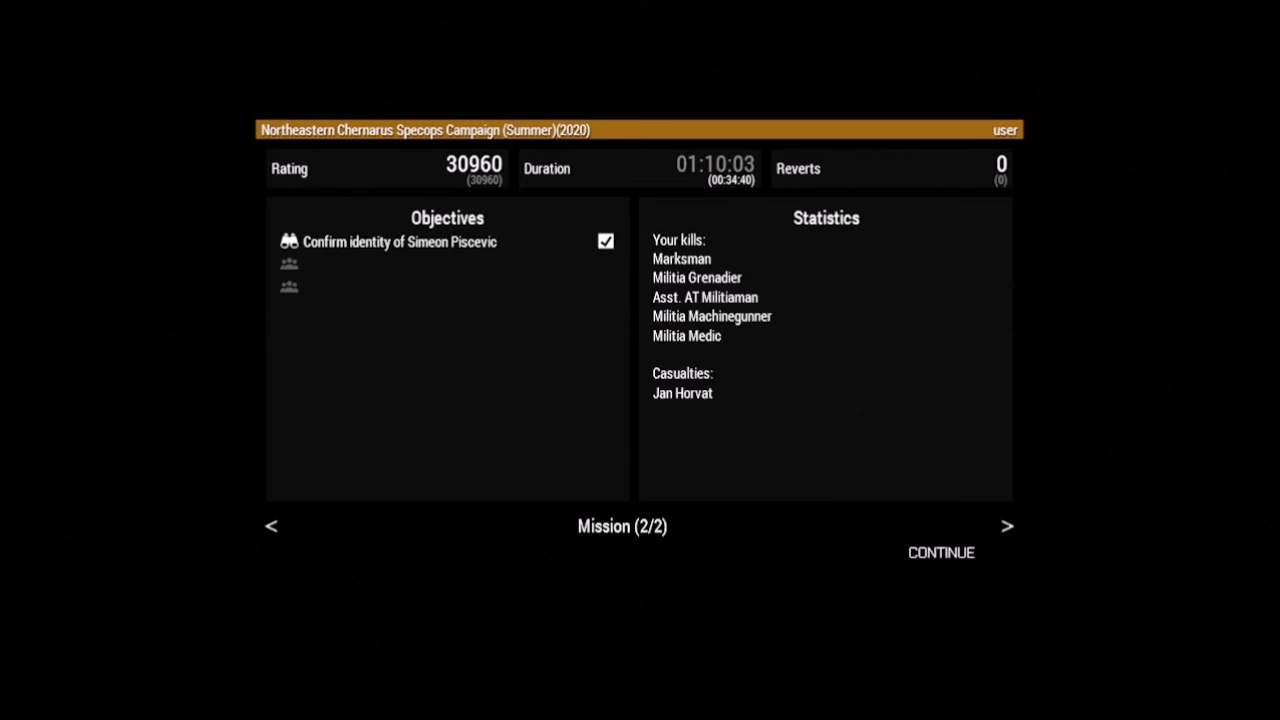 Northeastern Chernarus Specops Campaign (Summer)(2020) user
Rating 30960 (30960) Duration 01:10:03 (00:34:40) Reverts 0 (0)
Objectives
Confirm identity of Simeon Piscevic
Statistics
Your kills:
Marksman
Militia Grenadier
Asst. AT Militiaman
Militia Machinegunner
Militia Medic
Casualties:
Jan Horvat
< Mission (2/2) >
CONTINUE